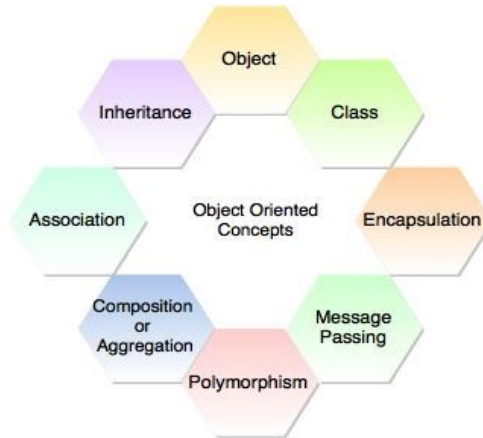 Object
Class
Encapsulation
Message
Passing
Polymorphism
Composition
or
Aggregation
Association
Inheritance
Object Oriented
Concepts